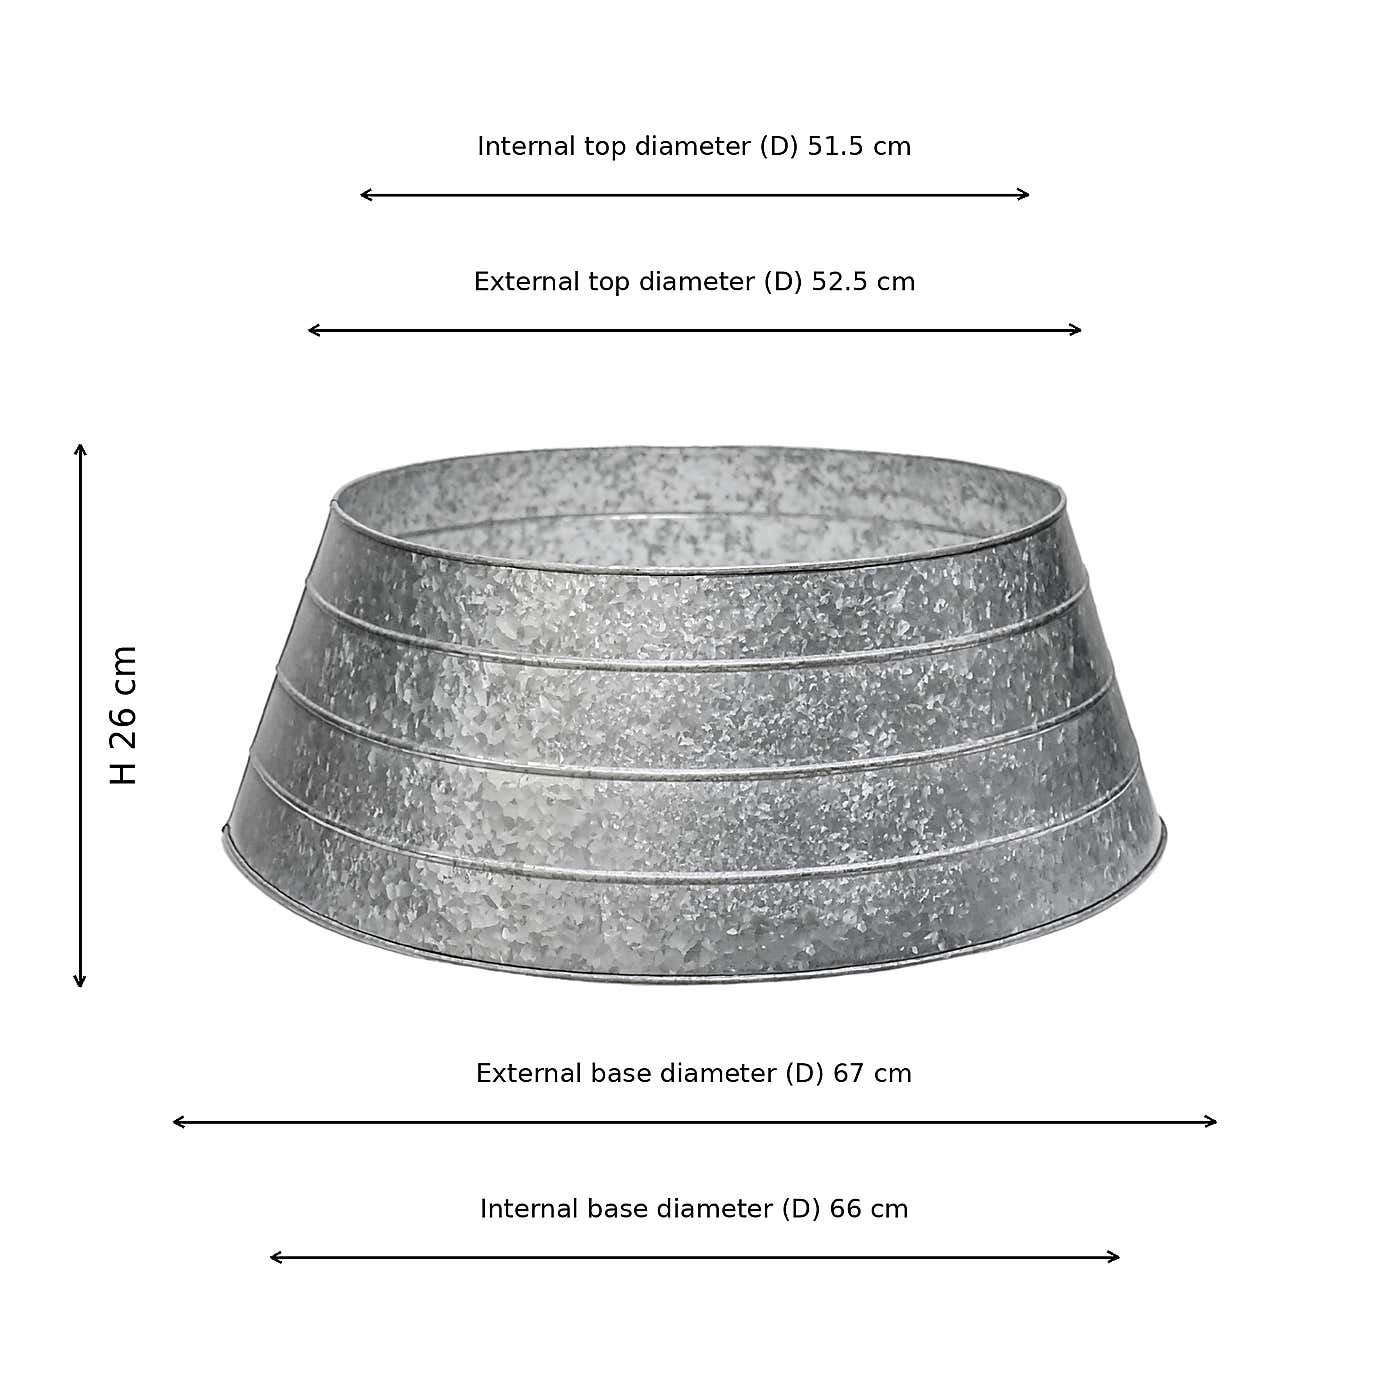 Internal top diameter (D) 51.5 cm
External top diameter (D) 52.5 cm
H 26 cm
External base diameter (D) 67 cm
Internal base diameter (D) 66 cm